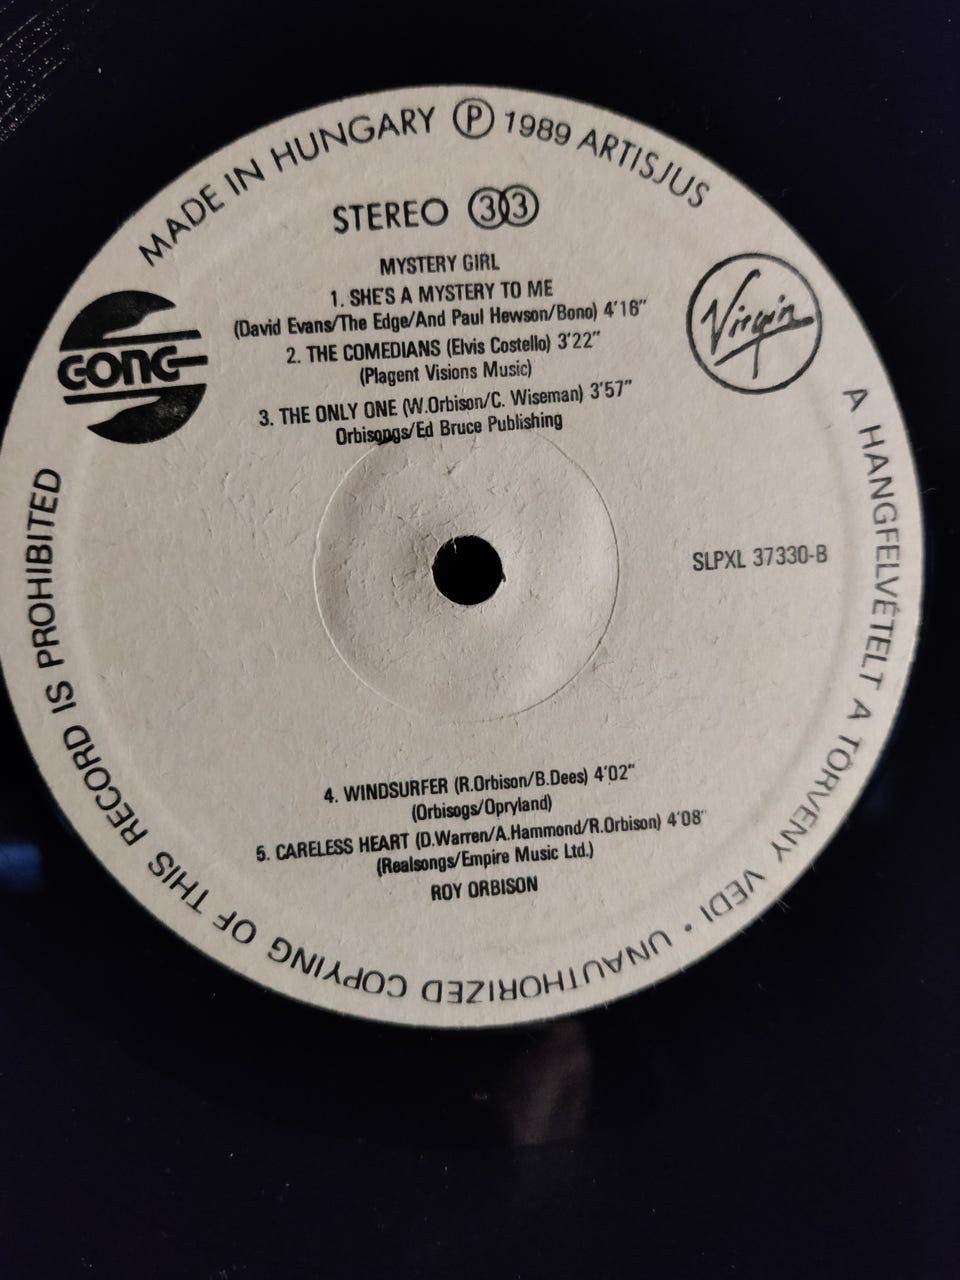 MADE IN HUNGARY Ⓟ 1989 ARTISJUS
STEREO 33
GONG
Virgin
MYSTERY GIRL
1. SHE'S A MYSTERY TO ME
(David Evans/The Edge/And Paul Hewson/Bono) 4'16"
2. THE COMEDIANS (Elvis Costello) 3'22"
(Plagent Visions Music)
3. THE ONLY ONE (W.Orbison/C. Wiseman) 3'57"
Orbisongs/Ed Bruce Publishing
SLPXL 37330-B
4. WINDSURFER (R.Orbison/B.Dees) 4'02"
(Orbisogs/Opryland)
5. CARELESS HEART (D.Warren/A.Hammond/R.Orbison) 4'08"
(Realsongs/Empire Music Ltd.)
ROY ORBISON
A HANGFELVÉTELT A TÖRVÉNY VÉDI • UNAUTHORIZED COPYING OF THIS RECORD IS PROHIBITED